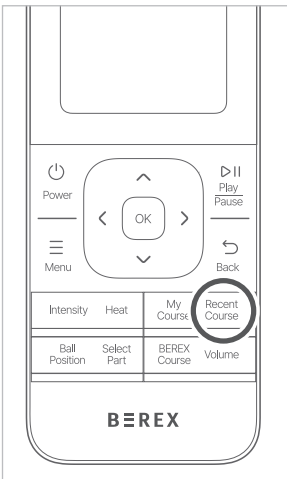 Power
Play
Pause
OK
Menu
Back
Intensity Heat My Course Recent Course
Ball Position Select Part BEREX Course Volume
BEREX